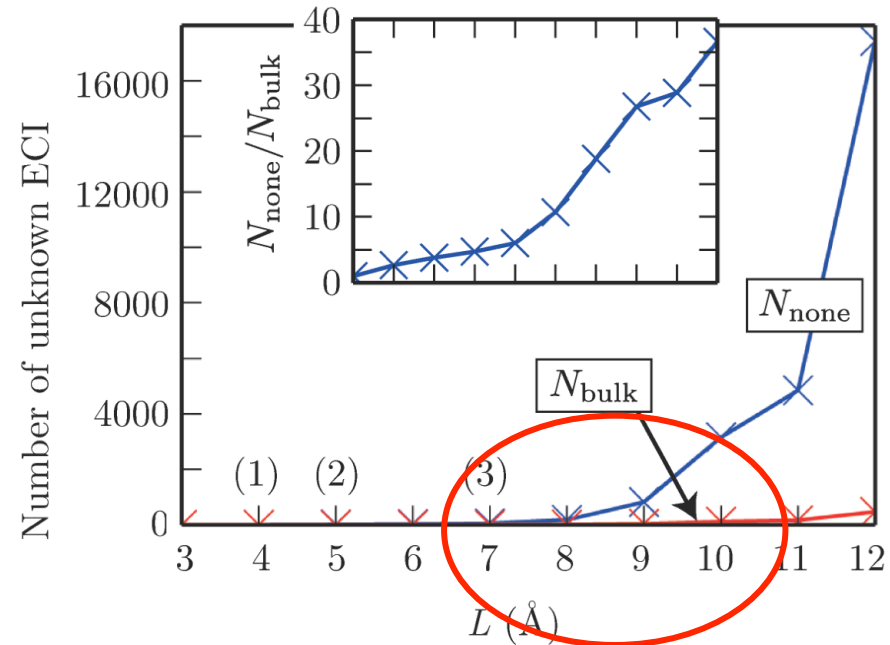 40
30
20
10
0
N_none/N_bulk
16000
12000
8000
4000
0
Number of unknown ECI
N_none
N_bulk
(1) (2) (3)
3 4 5 6 7 8 9 10 11 12
L (Å)